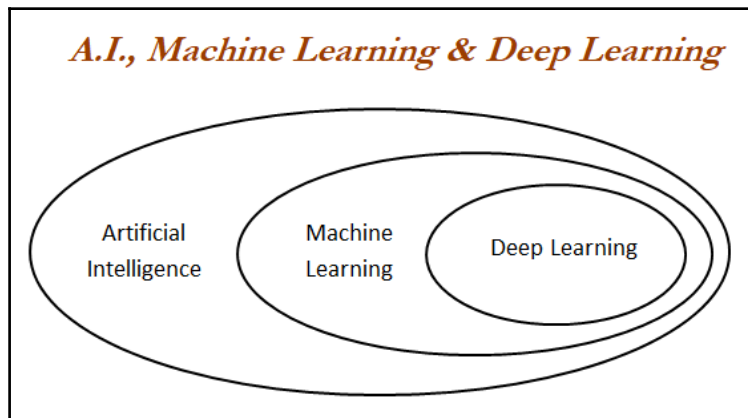 A.I., Machine Learning & Deep Learning
Artificial
Intelligence
Machine
Learning
Deep Learning